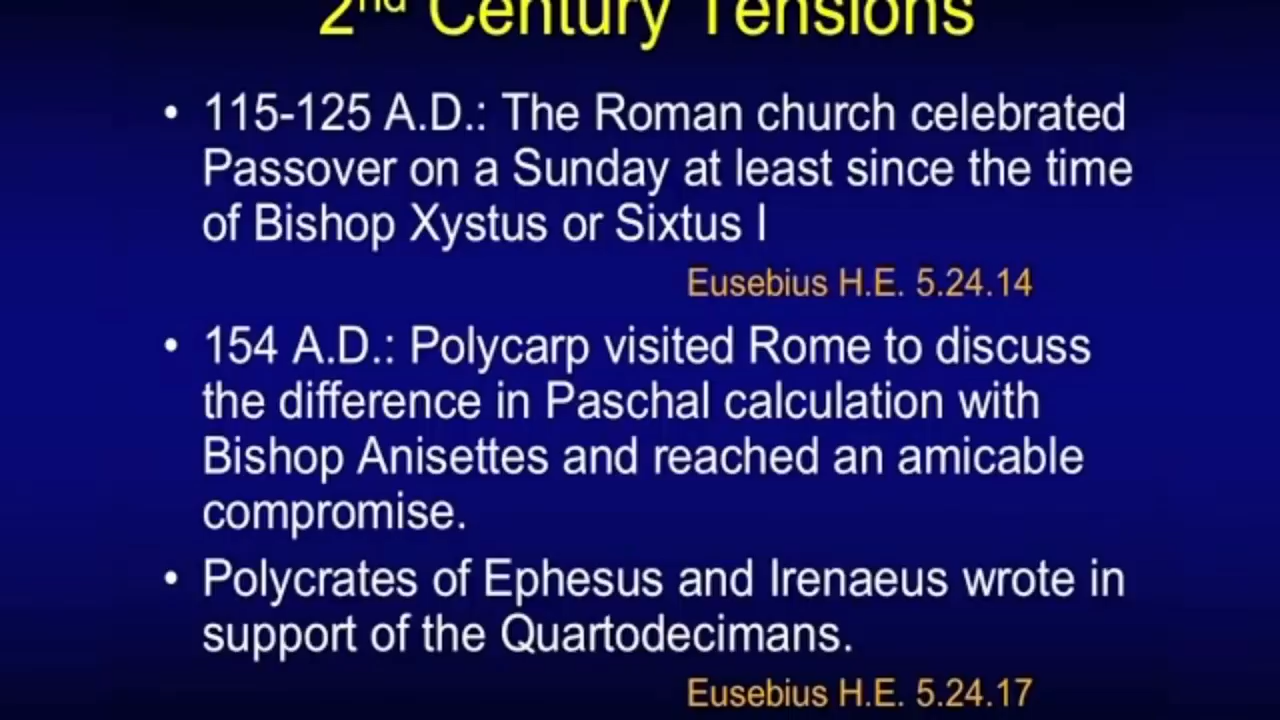 2nd Century Tensions
• 115-125 A.D.: The Roman church celebrated
Passover on a Sunday at least since the time
of Bishop Xystus or Sixtus I
Eusebius H.E. 5.24.14
• 154 A.D.: Polycarp visited Rome to discuss
the difference in Paschal calculation with
Bishop Anisettes and reached an amicable
compromise.
• Polycrates of Ephesus and Irenaeus wrote in
support of the Quartodecimans.
Eusebius H.E. 5.24.17